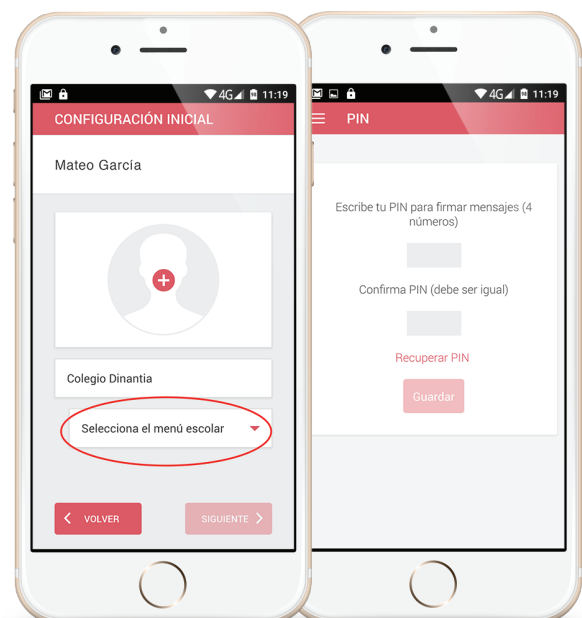 4G 11:19
CONFIGURACIÓN INICIAL
Mateo García
Colegio Dinantia
Selecciona el menú escolar
VOLVER
SIGUIENTE
4G 11:19
PIN
Escribe tu PIN para firmar mensajes (4
números)
Confirma PIN (debe ser igual)
Recuperar PIN
Guardar